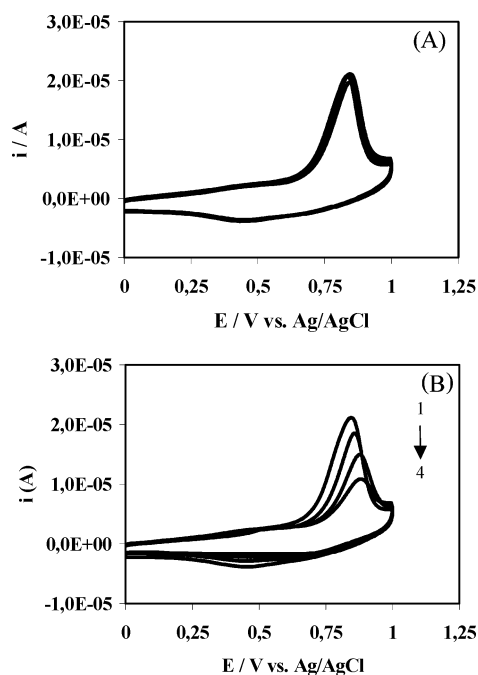 (A)
3,0E-05
2,0E-05
1,0E-05
0,0E+00
-1,0E-05
i / A
0 0,25 0,5 0,75 1 1,25
E / V vs. Ag/AgCl
(B)
3,0E-05
2,0E-05
1,0E-05
0,0E+00
-1,0E-05
i (A)
1
4
0 0,25 0,5 0,75 1 1,25
E / V vs. Ag/AgCl